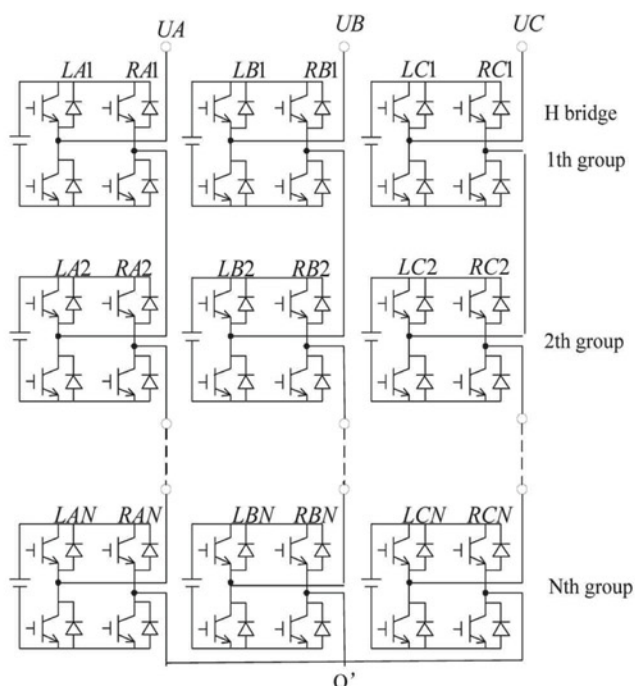 UA UB UC
LA1 RA1 LB1 RB1 LC1 RC1
H bridge
1th group
LA2 RA2 LB2 RB2 LC2 RC2
2th group
LAN RAN LBN RBN LCN RCN
Nth group
O'